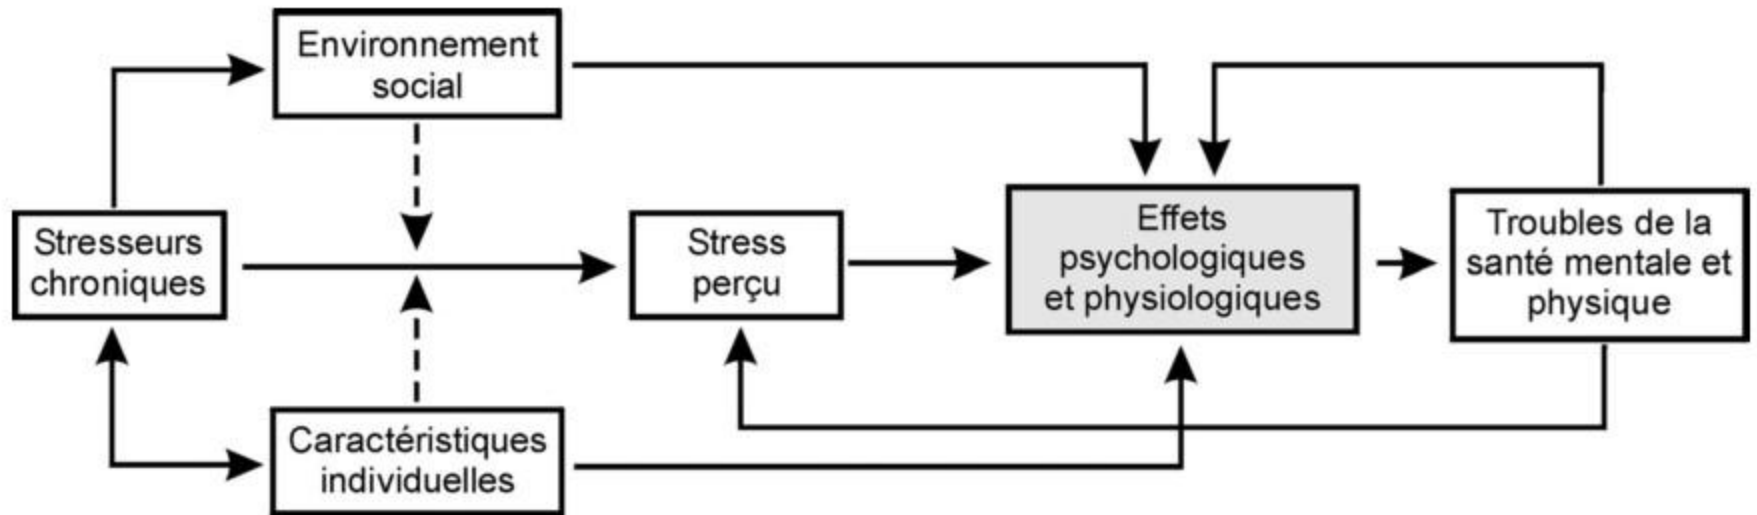 Environnement
social
Stresseurs
chroniques
Stress
perçu
Effets
psychologiques
et physiologiques
Troubles de la
santé mentale et
physique
Caractéristiques
individuelles